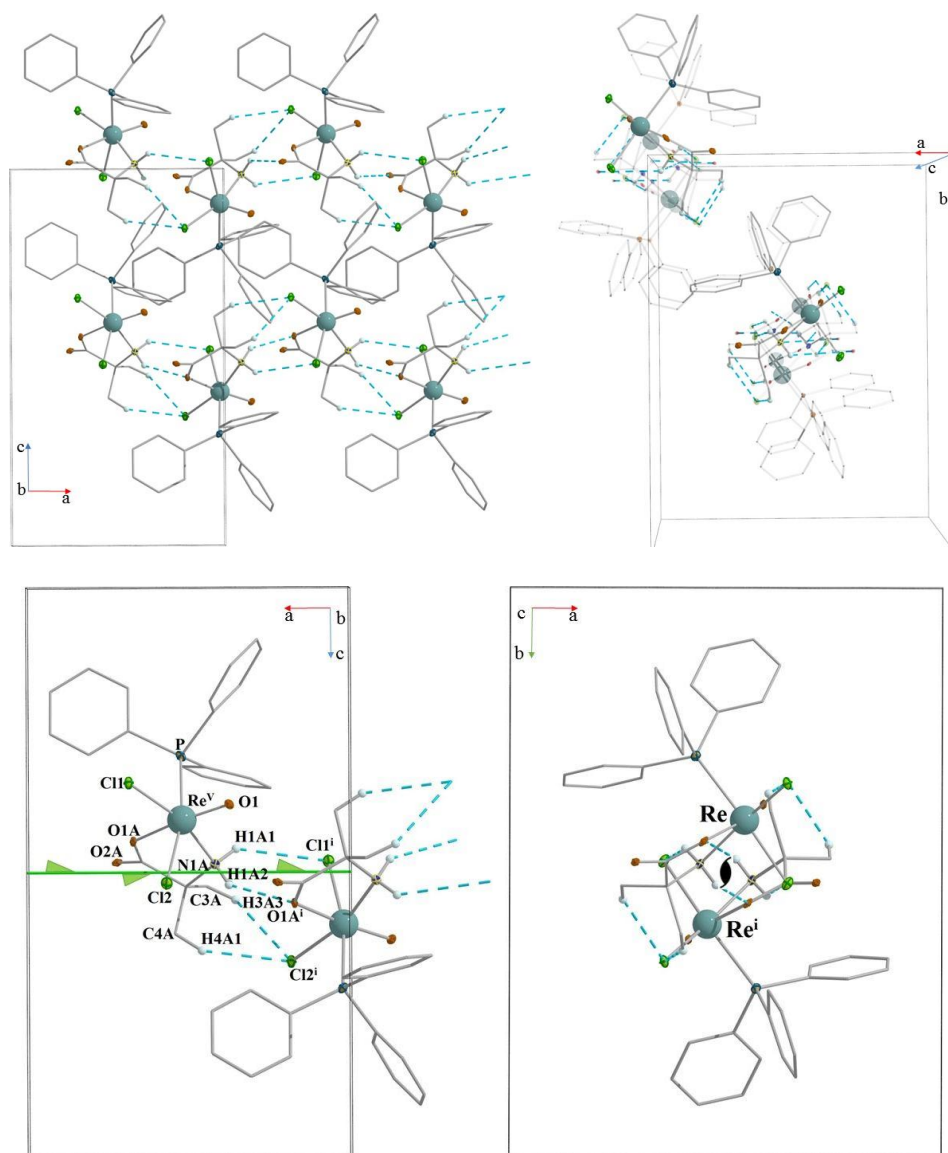 a
c
b
c
b
a
a
b
c
P
Cl1
Re^V
O1
O1A
H1A1
Cl1^i
O2A
N1A
H1A2
Cl2
C3A
H3A3
O1A^i
C4A
H4A1
Cl2^i
c
a
b
Re
Re^i